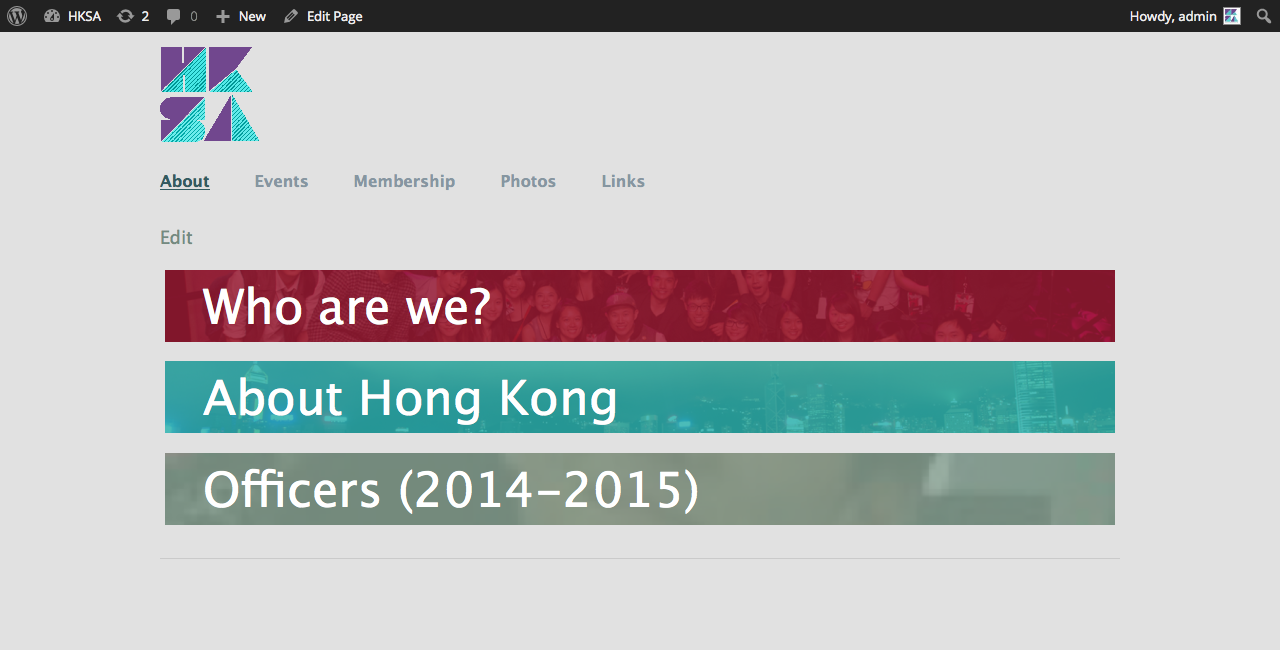 HKSA 2 0 New Edit Page Howdy, admin
HK
SA
About Events Membership Photos Links
Edit
Who are we?
About Hong Kong
Officers (2014–2015)